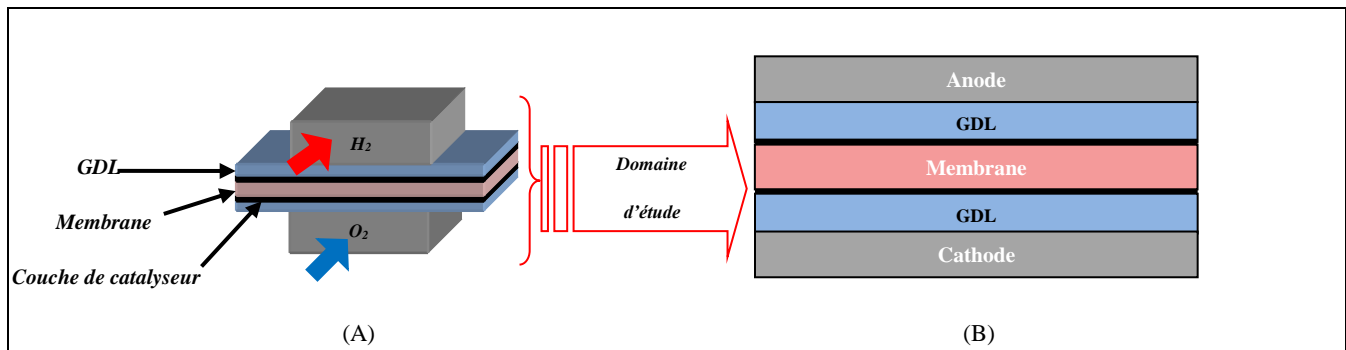 H2
GDL
Membrane
O2
Couche de catalyseur
(A)
Domaine
d'étude
Anode
GDL
Membrane
GDL
Cathode
(B)